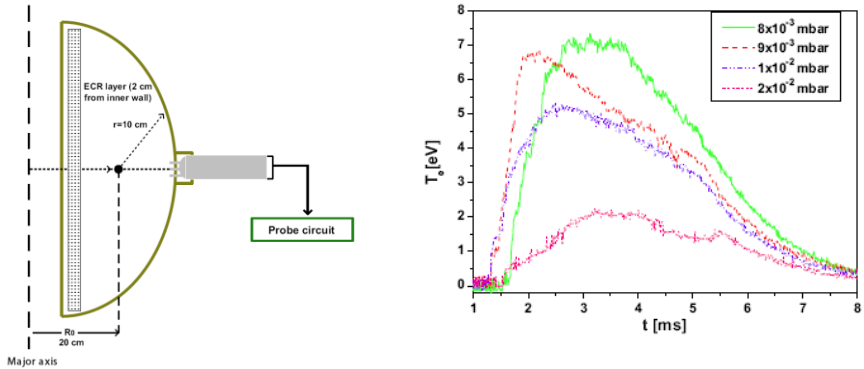 ECR layer (2 cm
from inner wall)
r=10 cm
Probe circuit
R₀
20 cm
Major axis
8
7
6
5
4
3
2
1
0
Tₑ [eV]
1 2 3 4 5 6 7 8
t [ms]
8x10⁻³ mbar
9x10⁻³ mbar
1x10⁻² mbar
2x10⁻² mbar